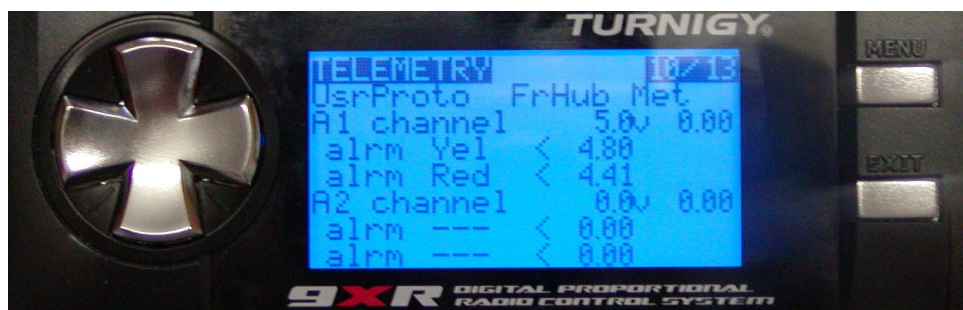 TURNIGY®
MENU
TELEMETRY 10/13
UsrProto FrHub Met
A1 channel 5.0v 0.00
alrm Yel < 4.80
alrm Red < 4.41
EXIT
A2 channel 0.0v 0.00
alrm --- < 0.00
alrm --- < 0.00
9XR DIGITAL PROPORTIONAL
RADIO CONTROL SYSTEM